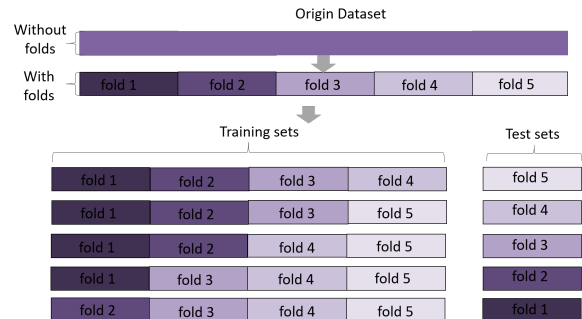 Origin Dataset
Without
folds
With
folds
fold 1 fold 2 fold 3 fold 4 fold 5
Training sets Test sets
fold 1 fold 2 fold 3 fold 4 fold 5
fold 1 fold 2 fold 3 fold 5 fold 4
fold 1 fold 2 fold 4 fold 5 fold 3
fold 1 fold 3 fold 4 fold 5 fold 2
fold 2 fold 3 fold 4 fold 5 fold 1